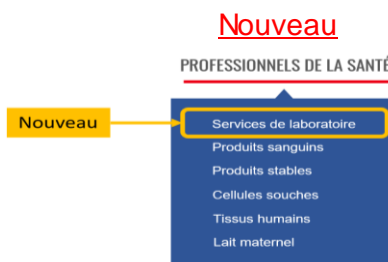 Nouveau
PROFESSIONNELS DE LA SANTÉ
Nouveau
Services de laboratoire
Produits sanguins
Produits stables
Cellules souches
Tissus humains
Lait maternel